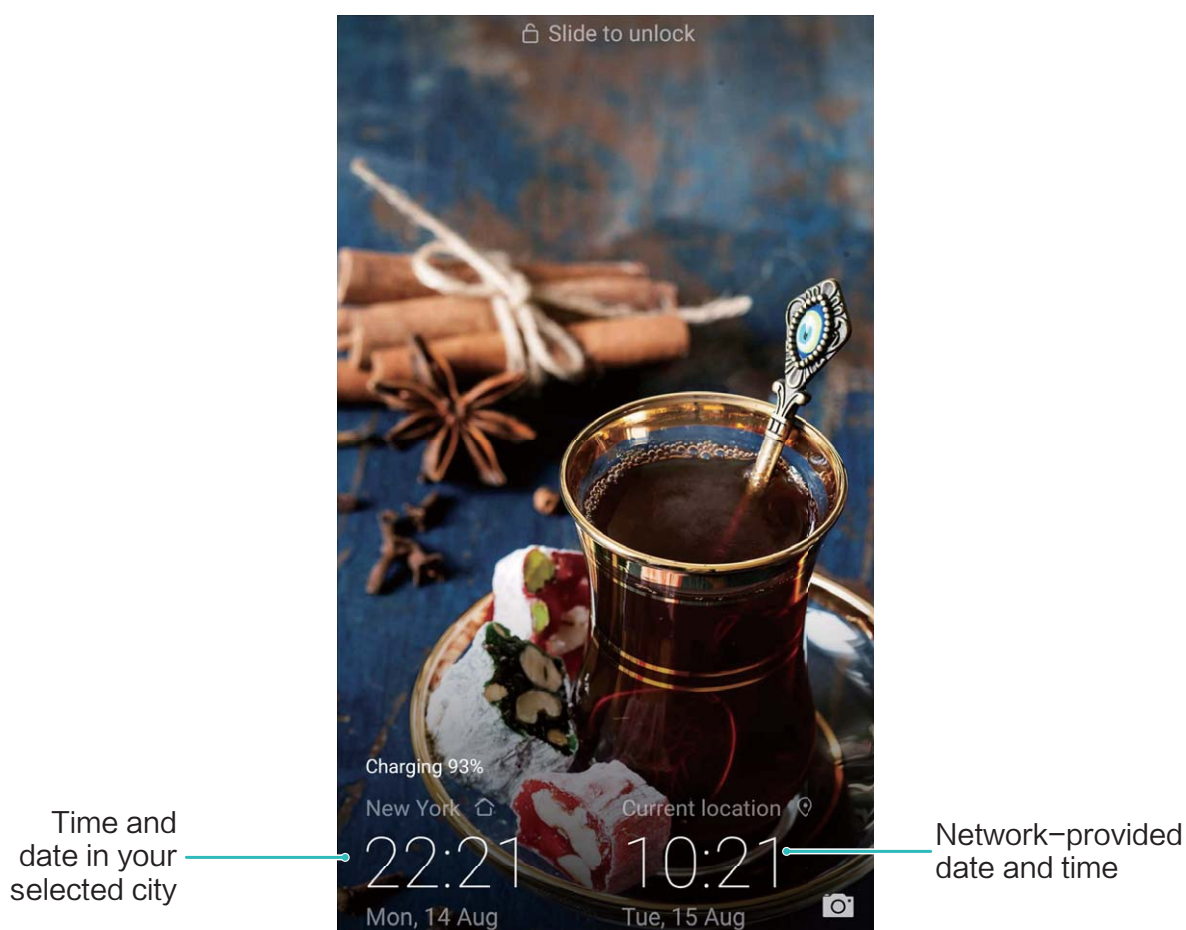 Slide to unlock
Charging 93%
New York
Current location
22:21
10:21
Mon, 14 Aug
Tue, 15 Aug
Time and
date in your
selected city
Network-provided
date and time